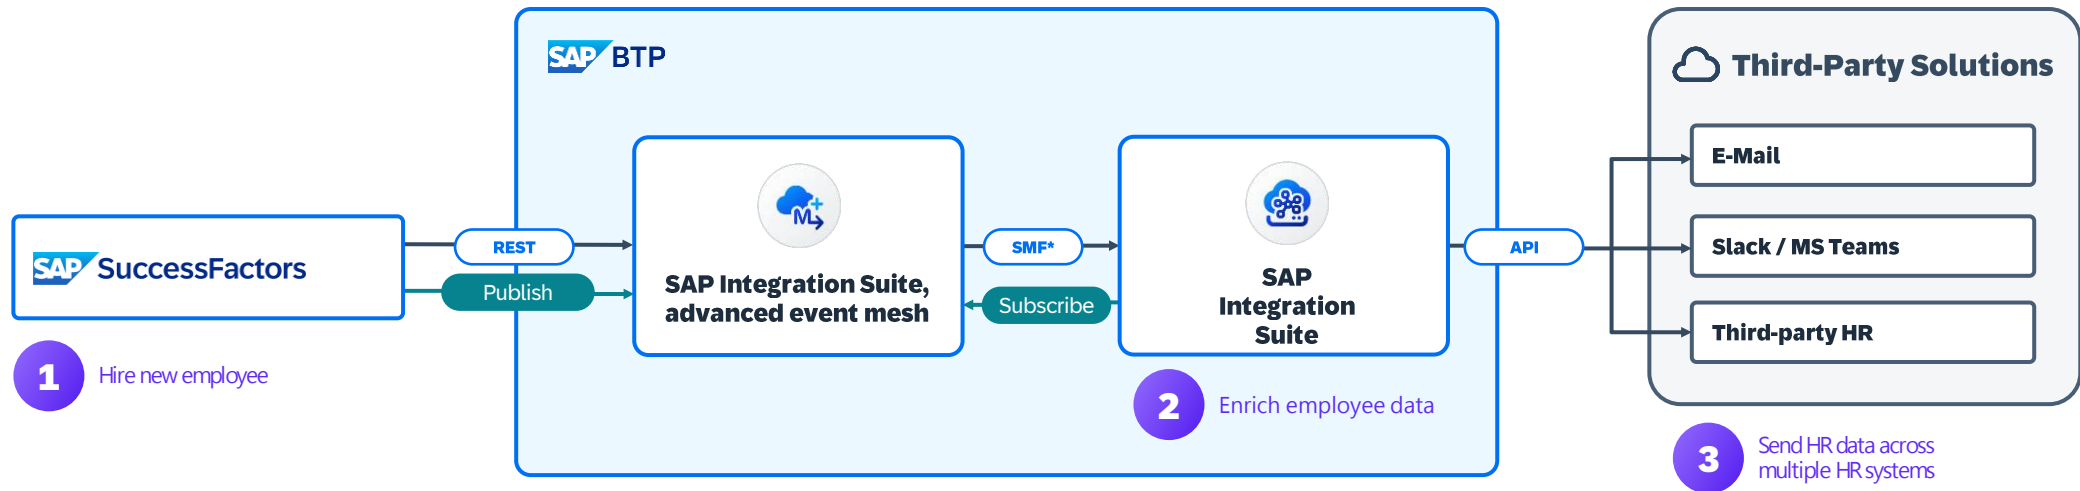 SAP BTP
Third-Party Solutions
E-Mail
Slack / MS Teams
Third-party HR
SAP SuccessFactors
REST
Publish
M
SAP Integration Suite,
advanced event mesh
SMF*
Subscribe
SAP
Integration
Suite
API
1
Hire new employee
2
Enrich employee data
3
Send HR data across
multiple HR systems